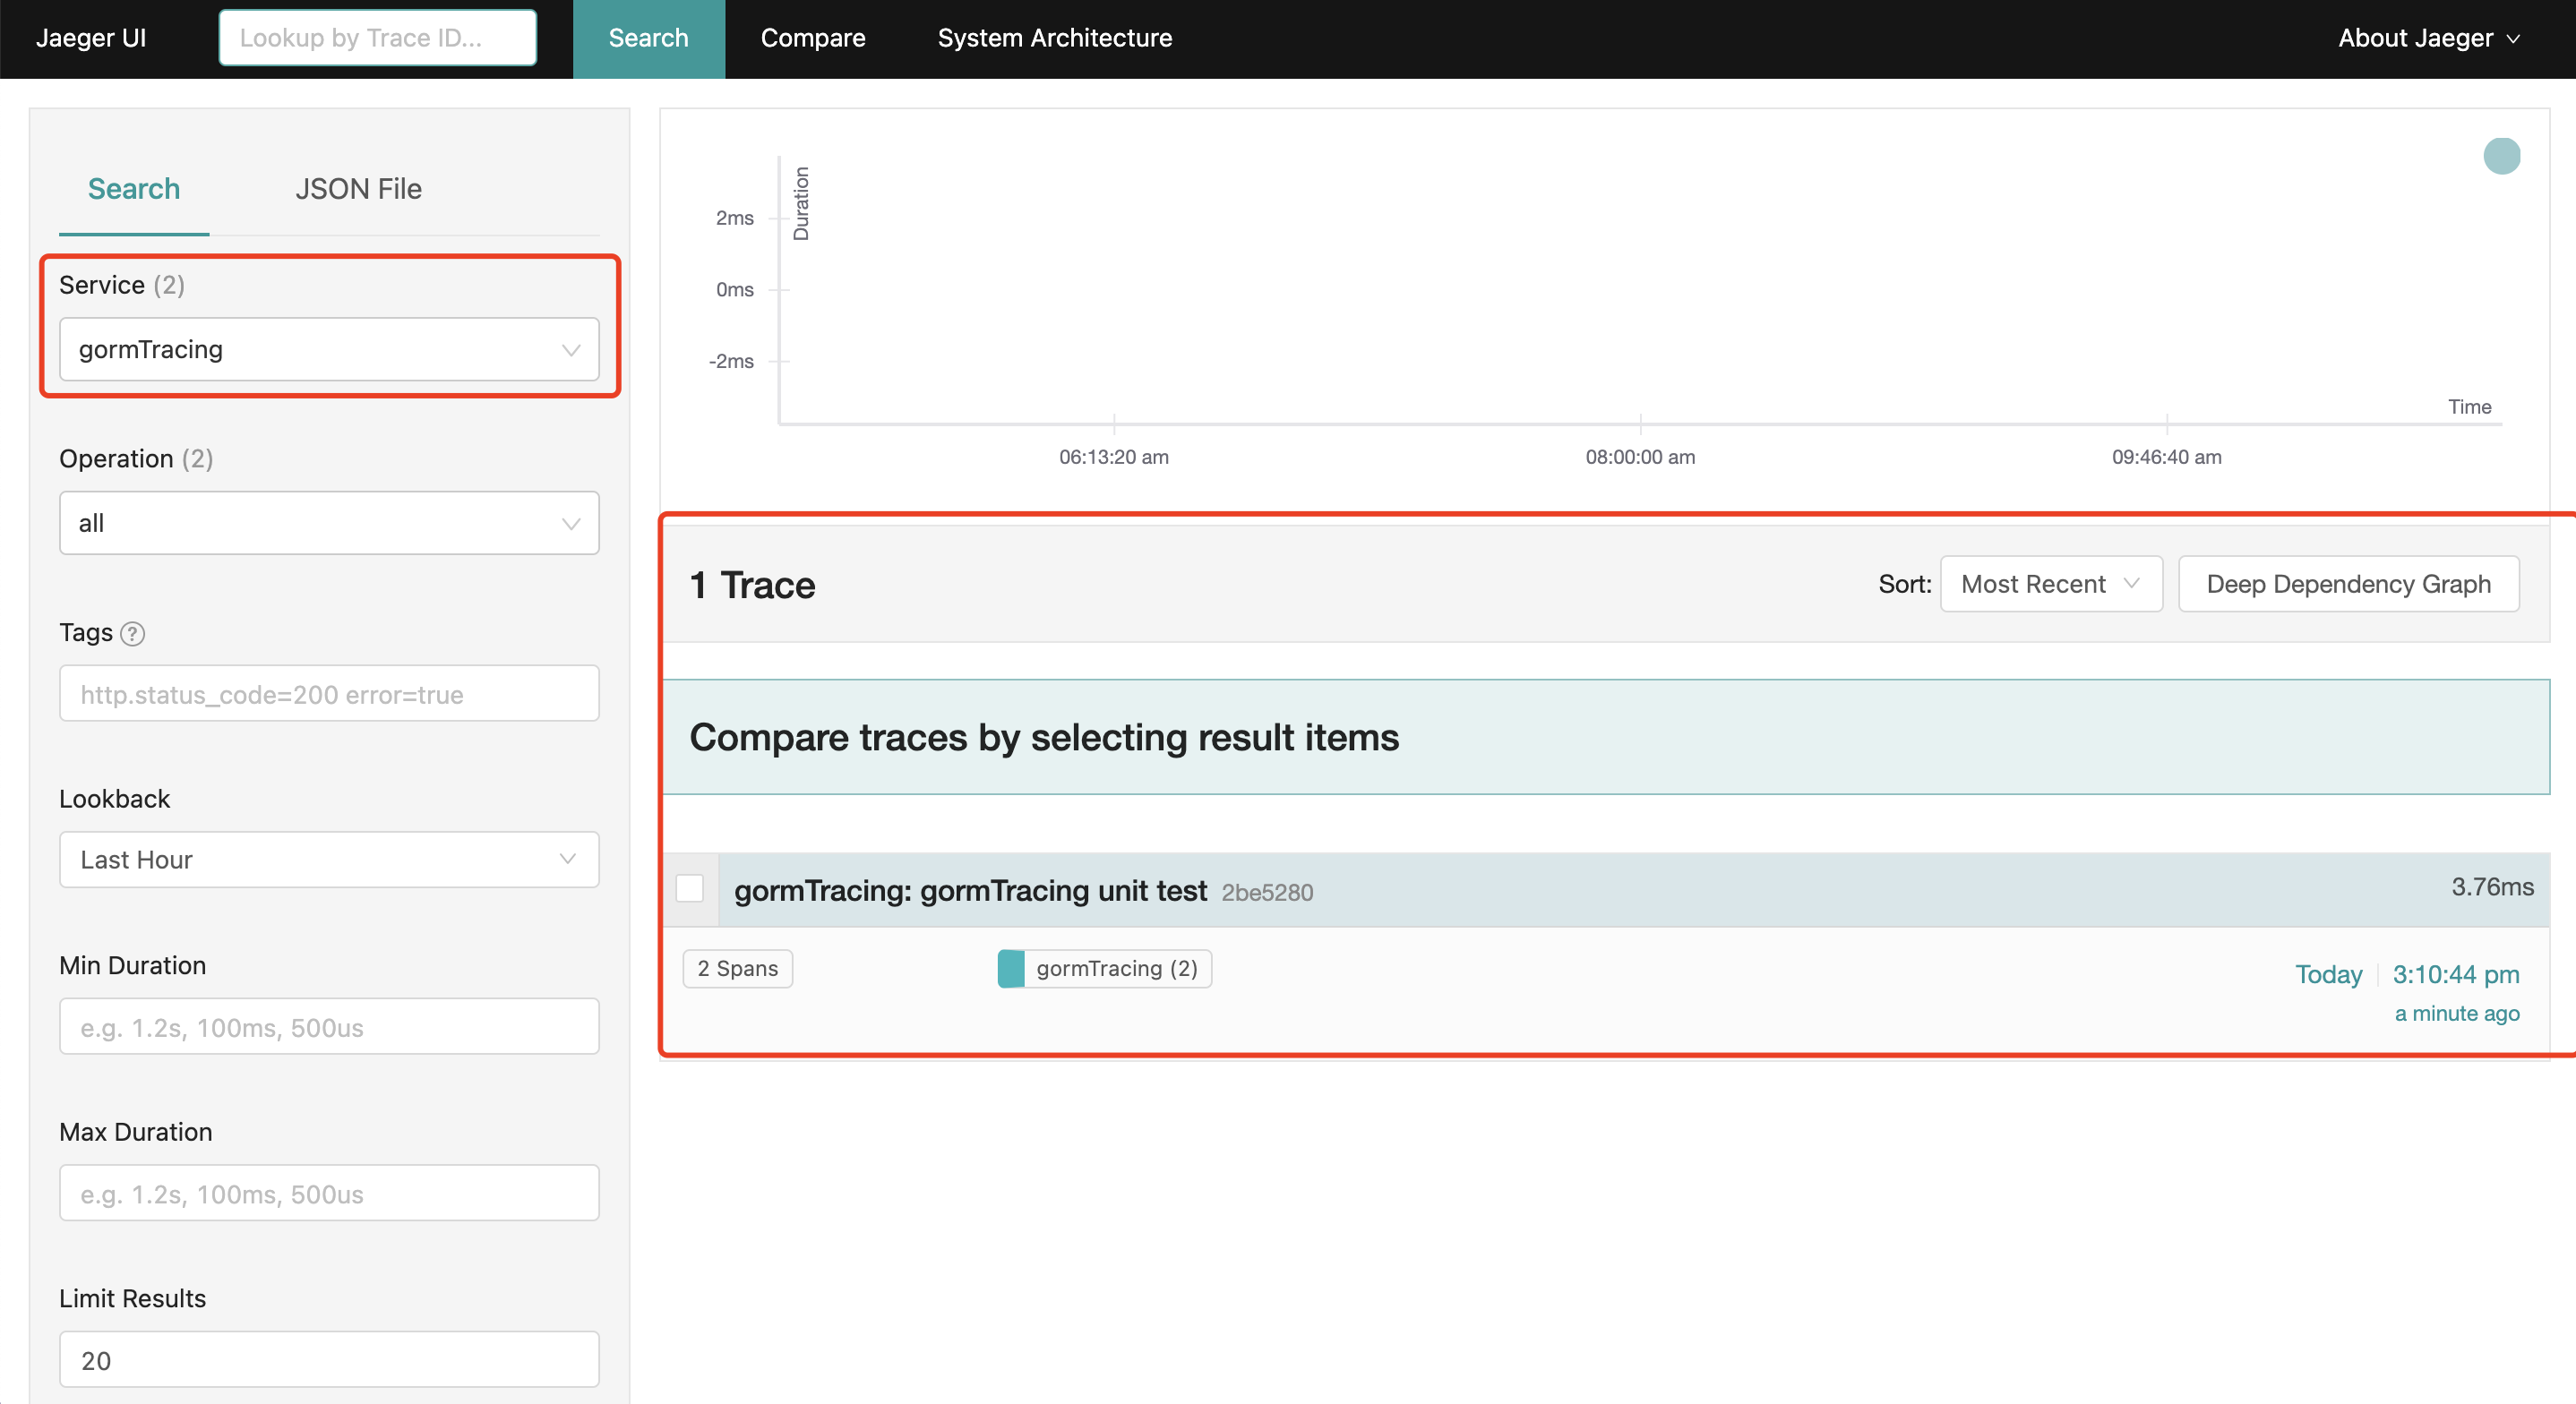 Jaeger UI
Lookup by Trace ID...
Search
Compare
System Architecture
About Jaeger
Search
JSON File
Service (2)
gormTracing
Operation (2)
all
Tags ?
http.status_code=200 error=true
Lookback
Last Hour
Min Duration
e.g. 1.2s, 100ms, 500us
Max Duration
e.g. 1.2s, 100ms, 500us
Limit Results
20
Duration
2ms
0ms
-2ms
Time
06:13:20 am
08:00:00 am
09:46:40 am
1 Trace
Sort:
Most Recent
Deep Dependency Graph
Compare traces by selecting result items
gormTracing: gormTracing unit test 2be5280
3.76ms
2 Spans
gormTracing (2)
Today
3:10:44 pm
a minute ago